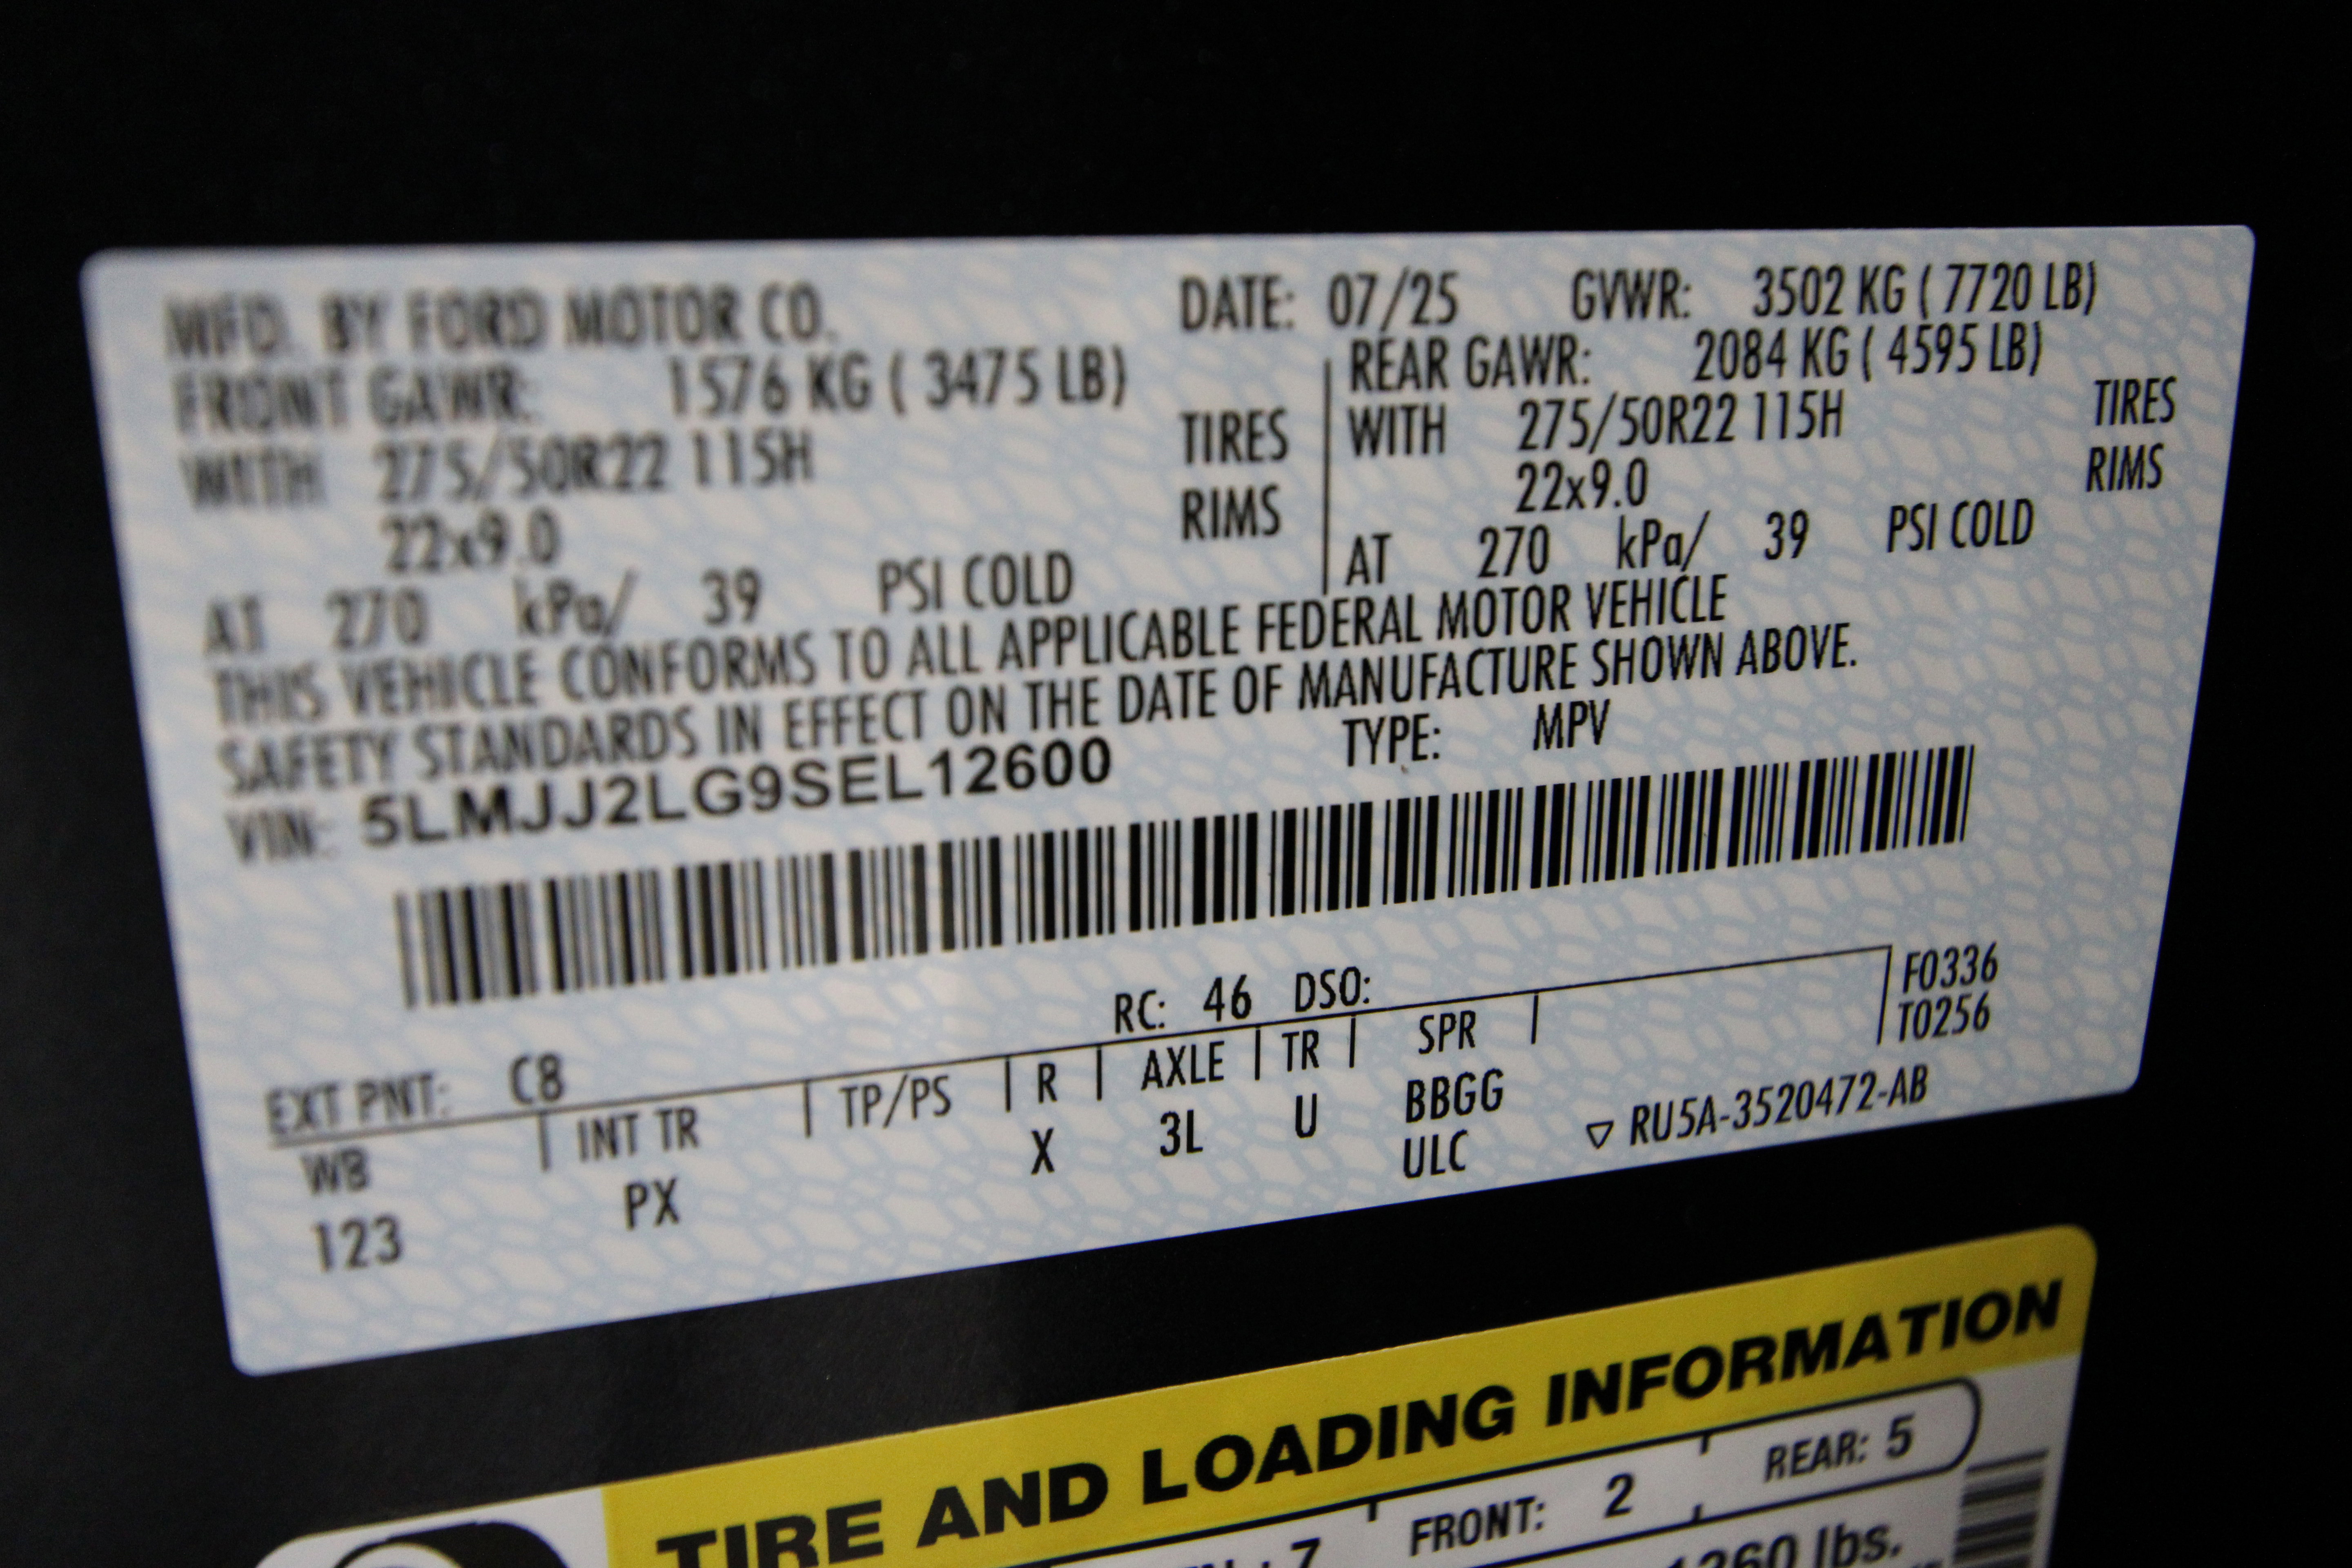 MFD. BY FORD MOTOR CO. DATE: 07/25 GVWR: 3502 KG ( 7720 LB)
FRONT GAWR: 1576 KG ( 3475 LB) REAR GAWR: 2084 KG ( 4595 LB)
WITH 275/50R22 115H TIRES WITH 275/50R22 115H TIRES
22x9.0 RIMS 22x9.0 RIMS
AT 270 kPa/ 39 PSI COLD AT 270 kPa/ 39 PSI COLD
THIS VEHICLE CONFORMS TO ALL APPLICABLE FEDERAL MOTOR VEHICLE
SAFETY STANDARDS IN EFFECT ON THE DATE OF MANUFACTURE SHOWN ABOVE.
VIN: 5LMJJ2LG9SEL12600 TYPE: MPV
EXT PNT: C8 RC: 46 DSO: F0336
WB INT TR TP/PS R AXLE TR SPR T0256
123 PX X 3L U BBGG
ULC ▽ RU5A-3520472-AB
TIRE AND LOADING INFORMATION
7 FRONT: 2 REAR: 5
1260 lbs.